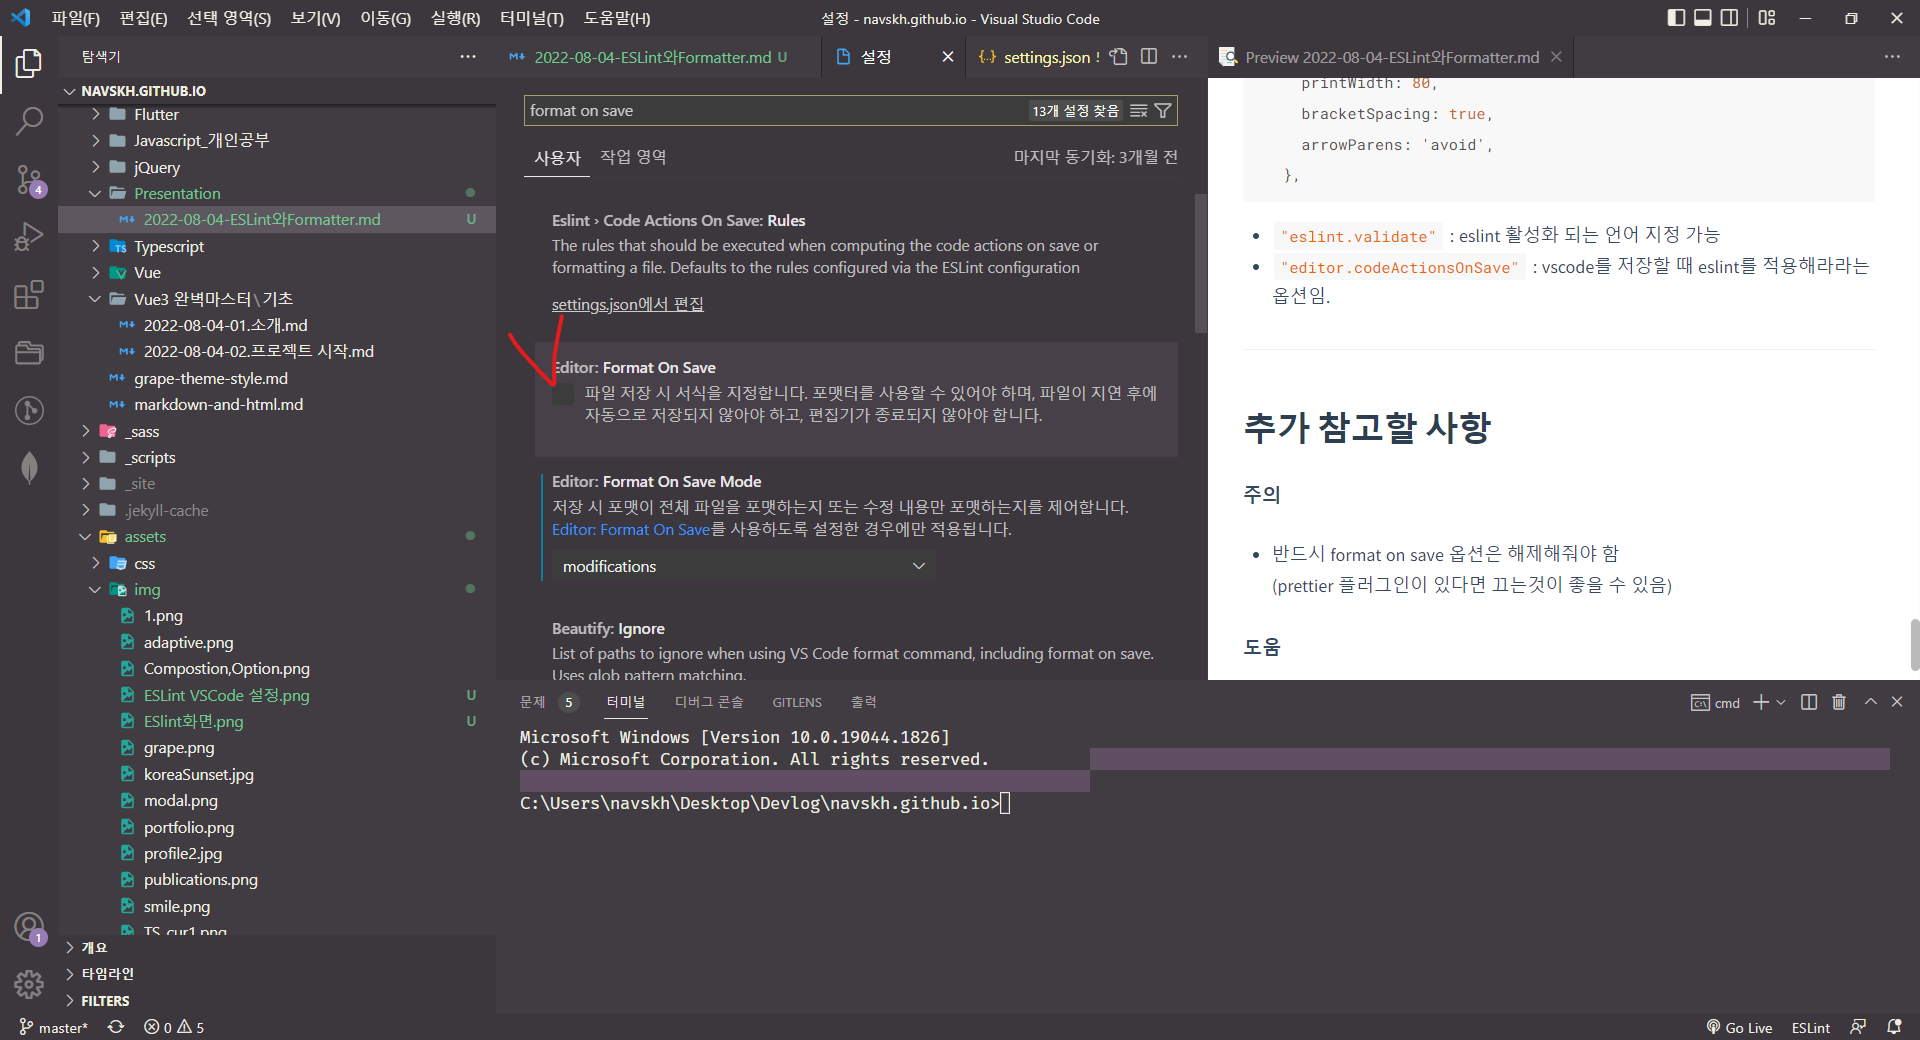 파일(F) 편집(E) 선택 영역(S) 보기(V) 이동(G) 실행(R) 터미널(T) 도움말(H)
설정 - navskh.github.io - Visual Studio Code
탐색기
NAVSKH.GITHUB.IO
Flutter
Javascript_개인공부
jQuery
Presentation
2022-08-04-ESLint와Formatter.md U
Typescript
Vue
Vue3 완벽마스터\기초
2022-08-04-01.소개.md
2022-08-04-02.프로젝트 시작.md
grape-theme-style.md
markdown-and-html.md
_sass
_scripts
_site
.jekyll-cache
assets
css
img
1.png
adaptive.png
Compostion,Option.png
ESLint VSCode 설정.png U
ESlint화면.png U
grape.png
koreaSunset.jpg
modal.png
portfolio.png
profile2.jpg
publications.png
smile.png
TS_cur1.png
개요
타임라인
FILTERS
4
1
2022-08-04-ESLint와Formatter.md U
설정
{..} settings.json !
format on save
13개 설정 찾음
사용자 작업 영역
마지막 동기화: 3개월 전
Eslint › Code Actions On Save: Rules
The rules that should be executed when computing the code actions on save or
formatting a file. Defaults to the rules configured via the ESLint configuration
settings.json에서 편집
Editor: Format On Save
파일 저장 시 서식을 지정합니다. 포맷터를 사용할 수 있어야 하며, 파일이 지연 후에
자동으로 저장되지 않아야 하고, 편집기가 종료되지 않아야 합니다.
Editor: Format On Save Mode
저장 시 포맷이 전체 파일을 포맷하는지 또는 수정 내용만 포맷하는지를 제어합니다.
Editor: Format On Save를 사용하도록 설정한 경우에만 적용됩니다.
modifications
Beautify: Ignore
List of paths to ignore when using VS Code format command, including format on save.
Uses glob pattern matching.
Preview 2022-08-04-ESLint와Formatter.md
printWidth: 80,
bracketSpacing: true,
arrowParens: 'avoid',
},
"eslint.validate" : eslint 활성화 되는 언어 지정 가능
"editor.codeActionsOnSave" : vscode를 저장할 때 eslint를 적용해라라는
옵션임.
추가 참고할 사항
주의
반드시 format on save 옵션은 해제해줘야 함
(prettier 플러그인이 있다면 끄는것이 좋을 수 있음)
도움
문제 5 터미널 디버그 콘솔 GITLENS 출력
cmd
Microsoft Windows [Version 10.0.19044.1826]
(c) Microsoft Corporation. All rights reserved.
C:\Users\navskh\Desktop\Devlog\navskh.github.io>
master* 0 5
Go Live ESLint